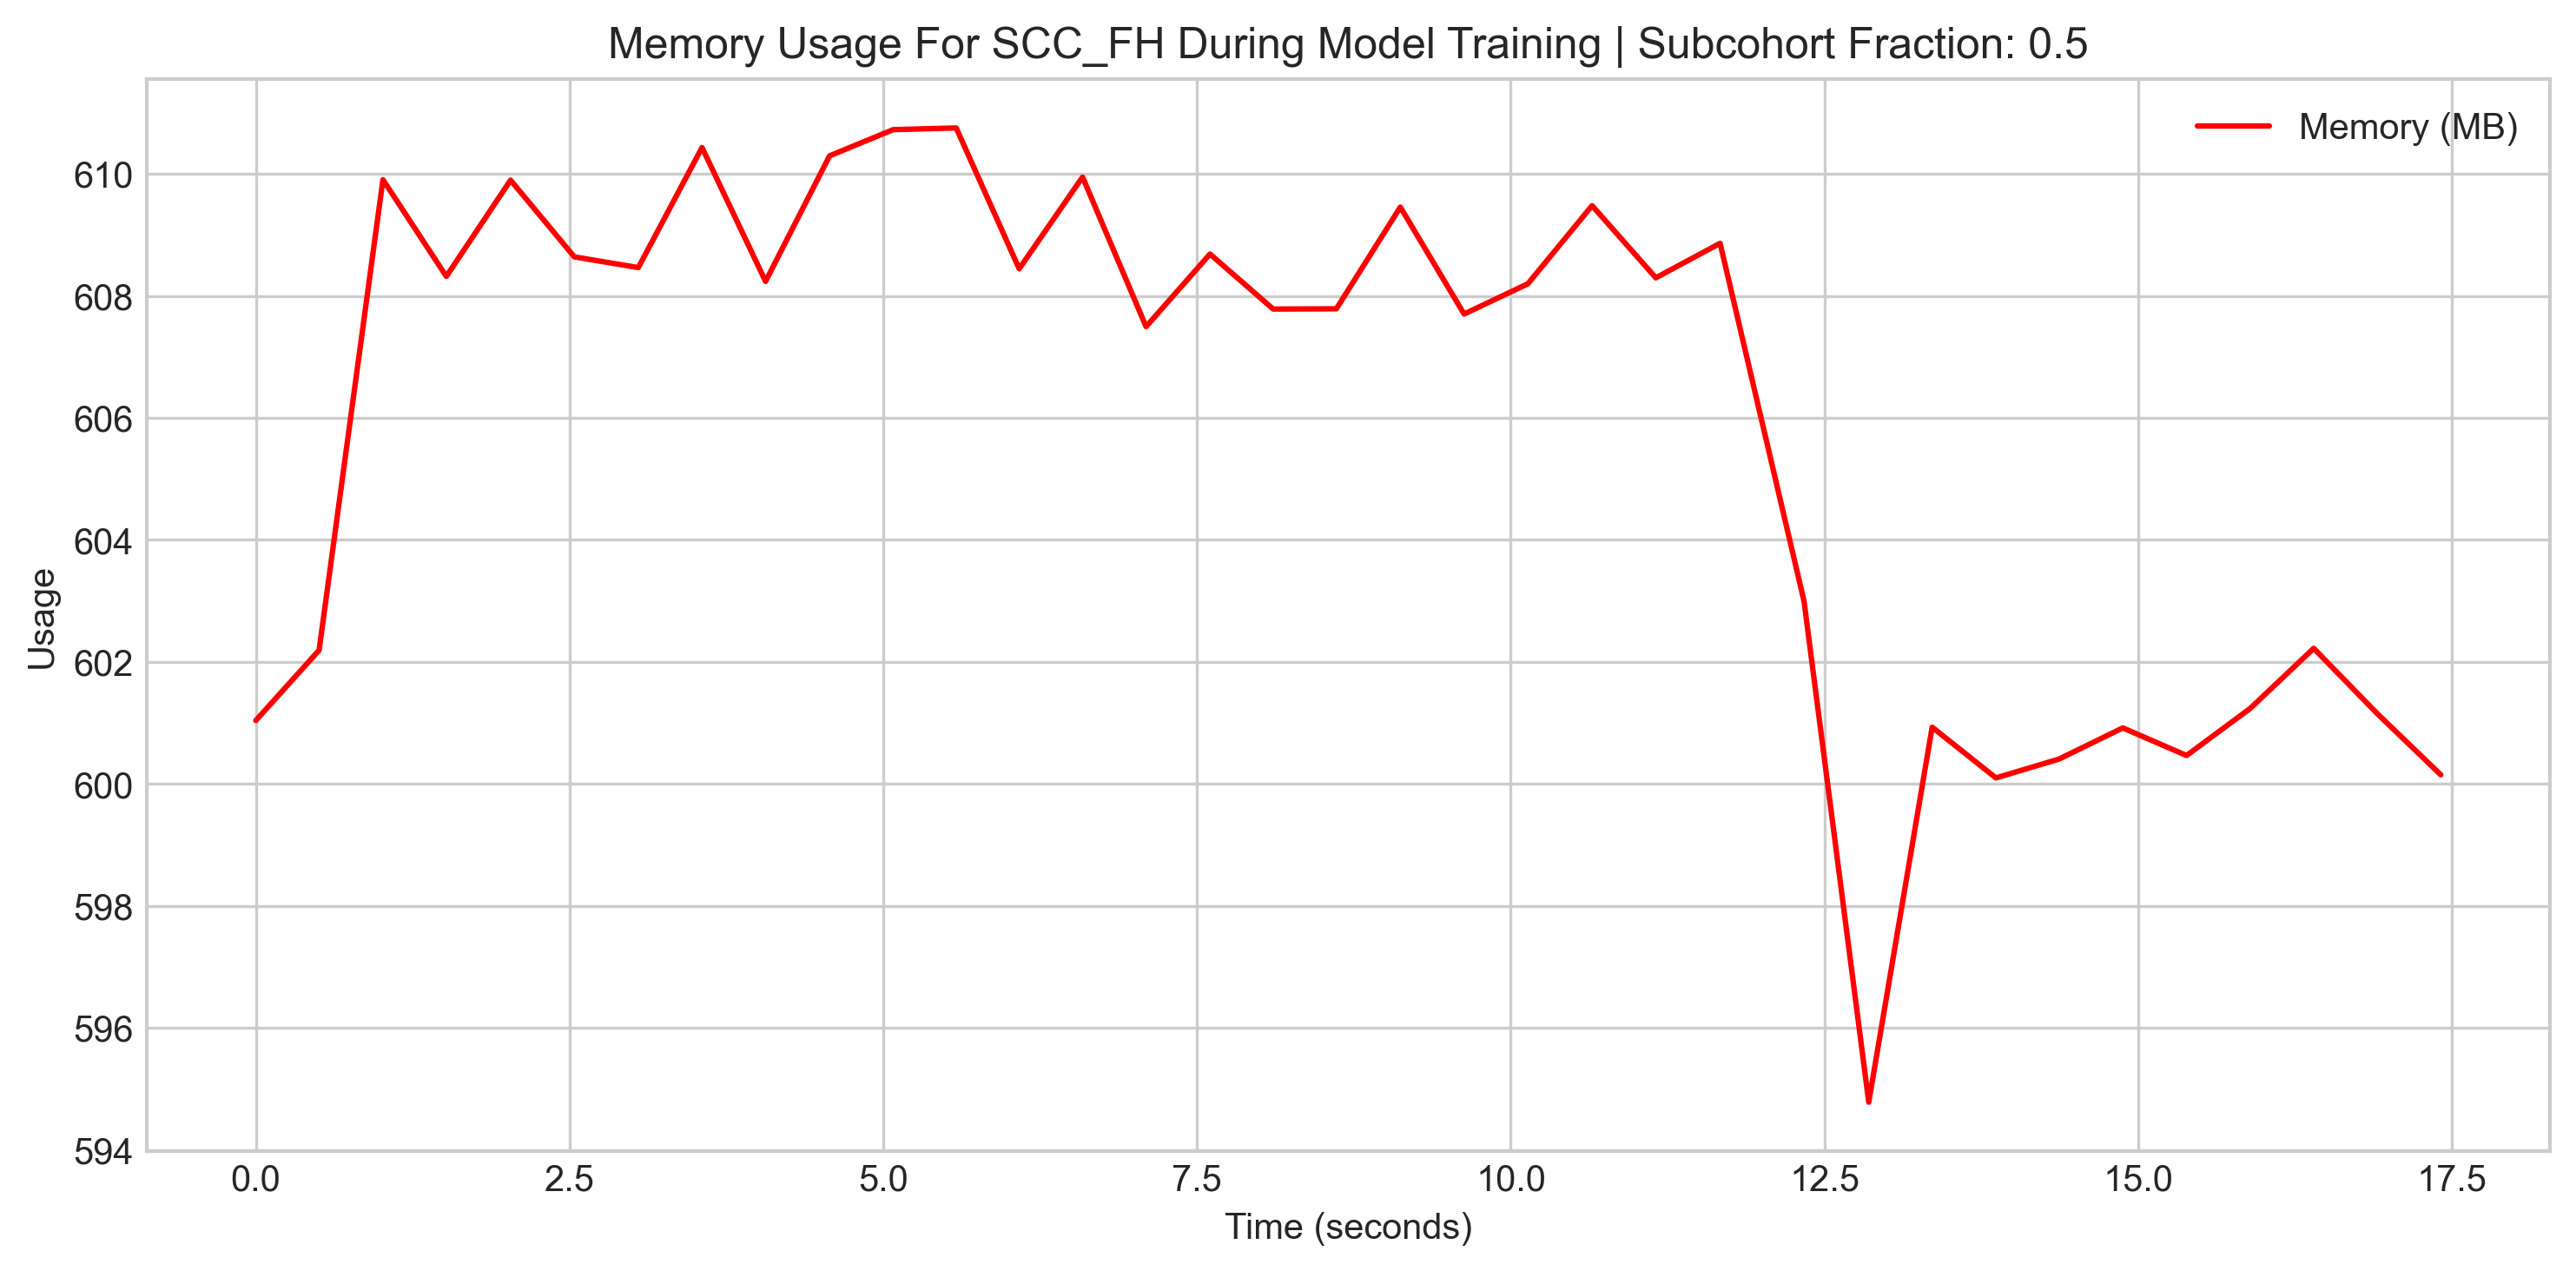 Memory Usage For SCC_FH During Model Training | Subcohort Fraction: 0.5
Memory (MB)
610
608
606
604
602
600
598
596
594
Usage
0.0 2.5 5.0 7.5 10.0 12.5 15.0 17.5
Time (seconds)